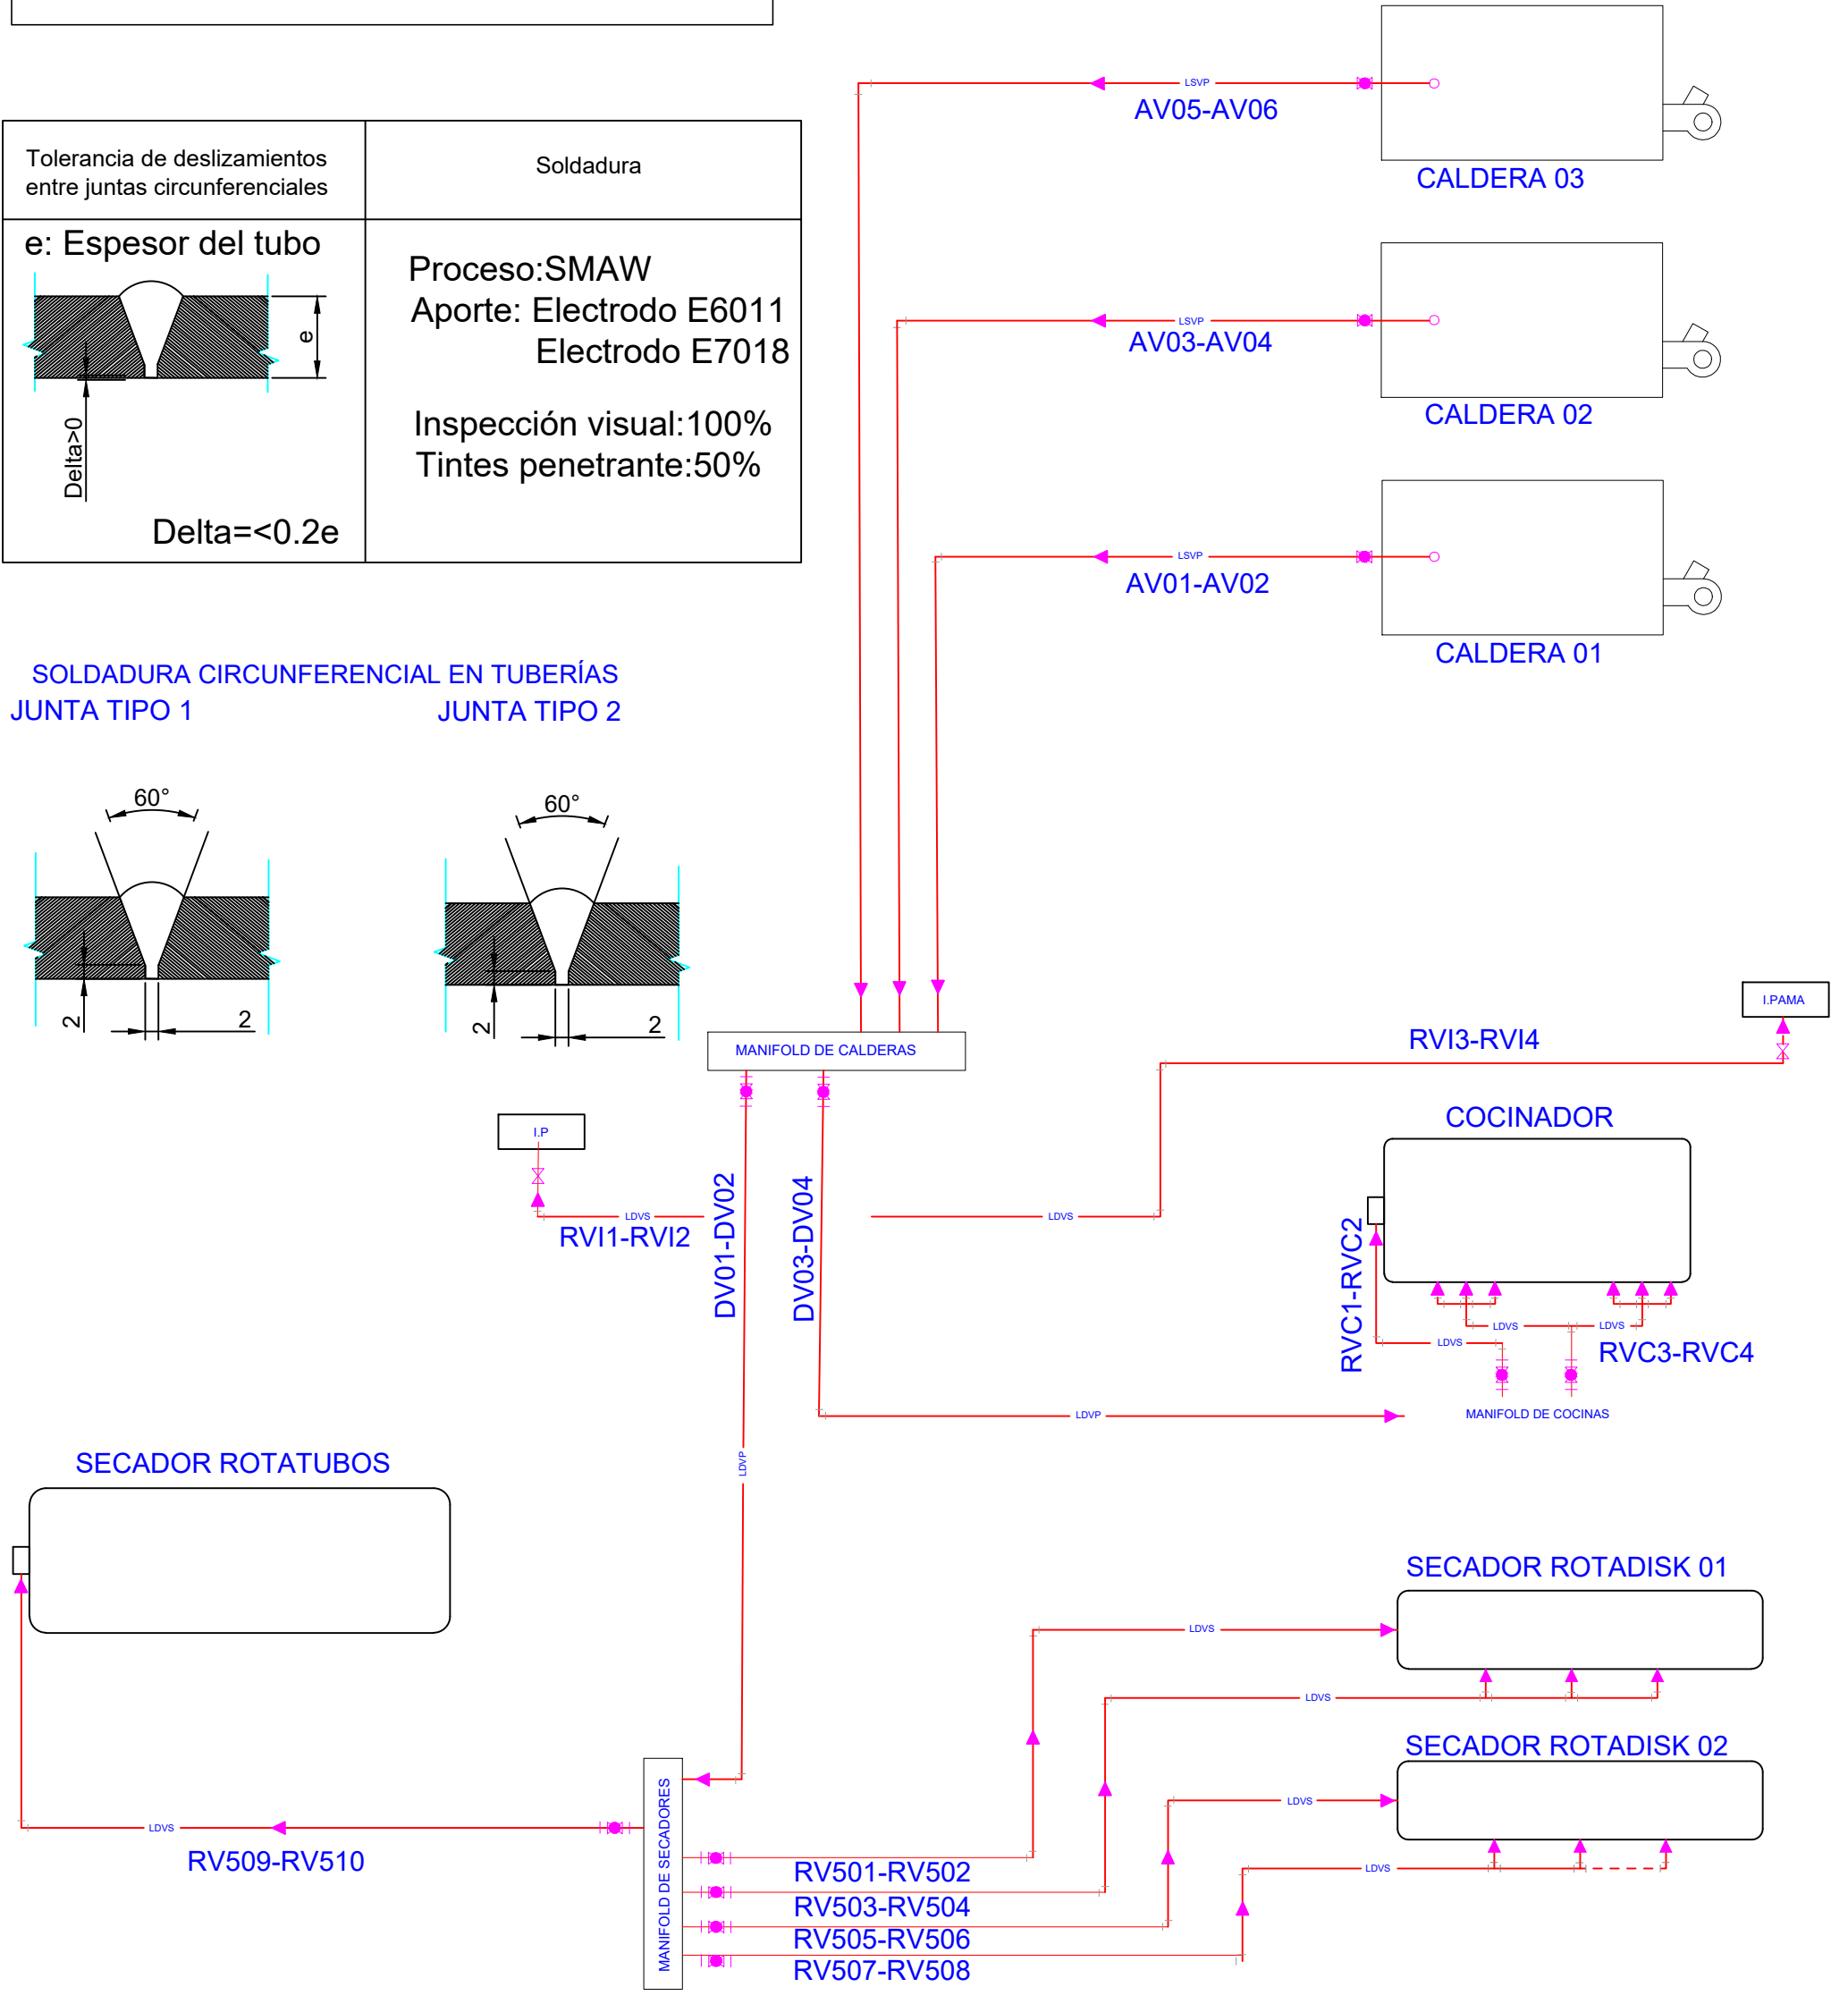 Tolerancia de deslizamientos
entre juntas circunferenciales
Soldadura
e: Espesor del tubo
e
Delta>0
Delta=<0.2e
Proceso:SMAW
Aporte: Electrodo E6011
Electrodo E7018
Inspección visual:100%
Tintes penetrante:50%
LSVP
AV05-AV06
CALDERA 03
LSVP
AV03-AV04
CALDERA 02
LSVP
AV01-AV02
CALDERA 01
SOLDADURA CIRCUNFERENCIAL EN TUBERÍAS
JUNTA TIPO 1
JUNTA TIPO 2
60°
2
2
60°
2
2
MANIFOLD DE CALDERAS
I.PAMA
RVI3-RVI4
I.P
LDVS
RVI1-RVI2
DV01-DV02
DV03-DV04
LDVS
COCINADOR
RVC1-RVC2
LDVS
LDVS
LDVS
RVC3-RVC4
MANIFOLD DE COCINAS
LDVP
LDVP
SECADOR ROTATUBOS
LDVS
RV509-RV510
MANIFOLD DE SECADORES
SECADOR ROTADISK 01
LDVS
LDVS
SECADOR ROTADISK 02
LDVS
LDVS
RV501-RV502
RV503-RV504
RV505-RV506
RV507-RV508